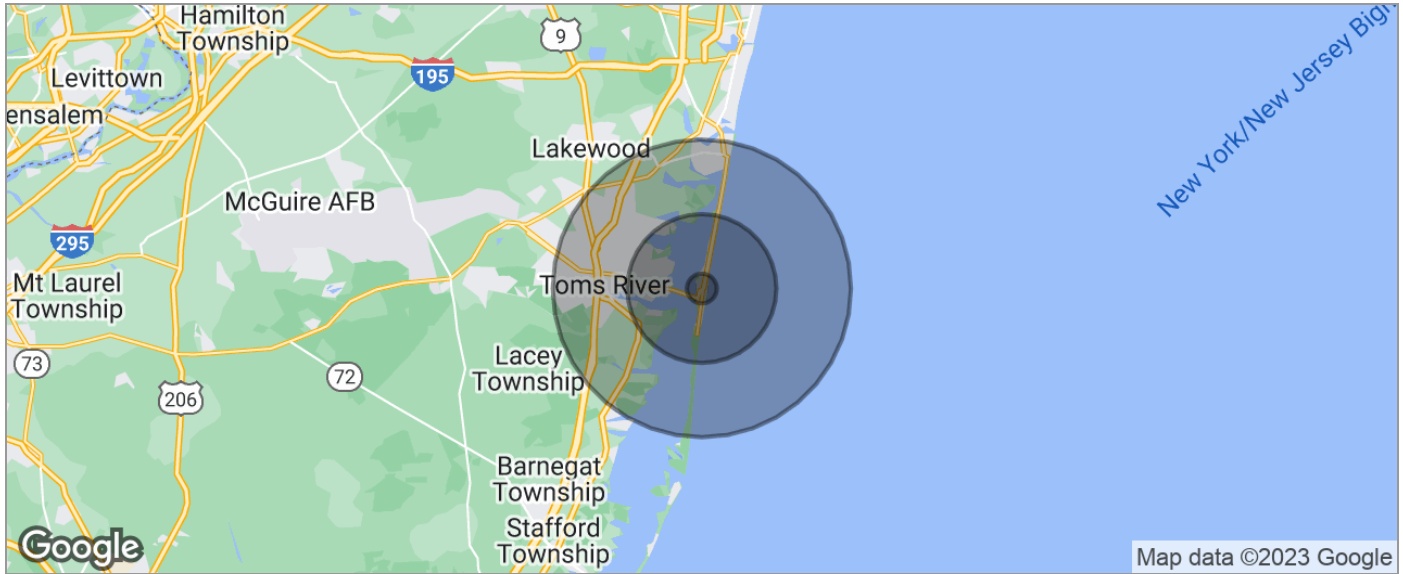 Hamilton
Township
9
Levittown
195
ensalem
Lakewood
McGuire AFB
New York/New Jersey Bigh
295
Mt Laurel
Township
Toms River
73
Lacey
Township
72
206
Barnegat
Township
Stafford
Township
Google
Map data ©2023 Google